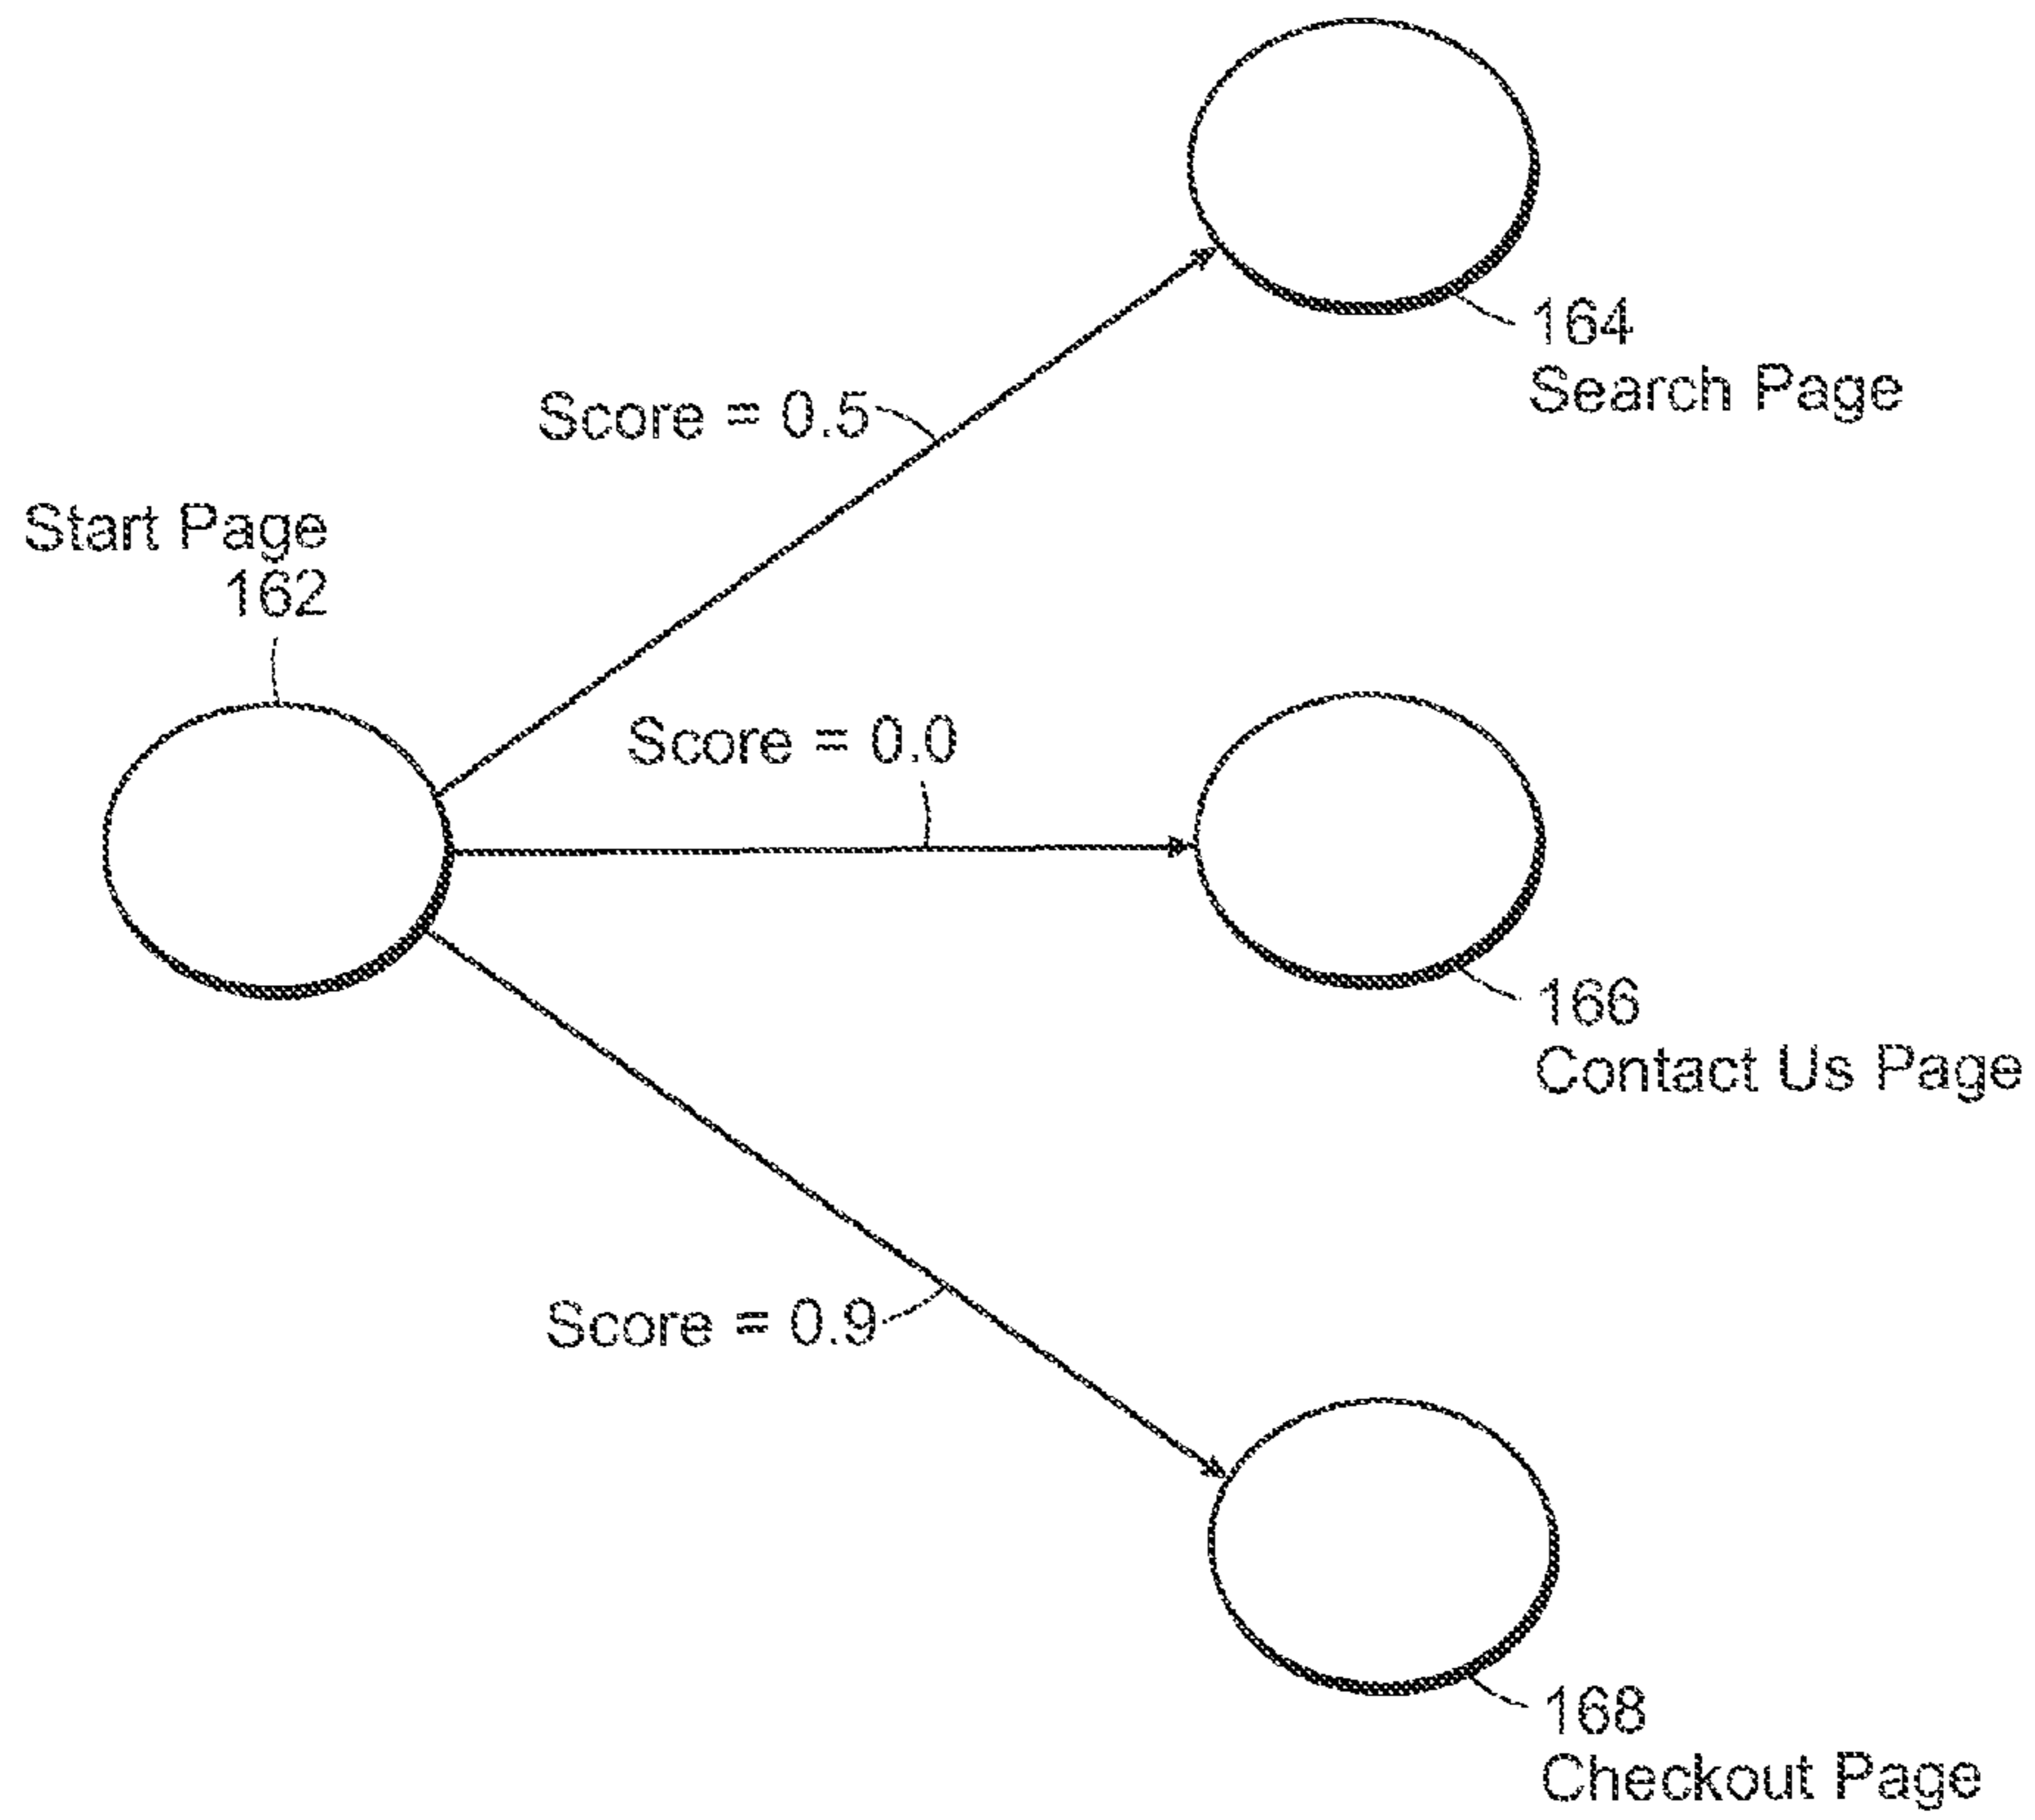 164
Search Page
Score = 0.5
Start Page
162
Score = 0.0
166
Contact Us Page
Score = 0.9
168
Checkout Page